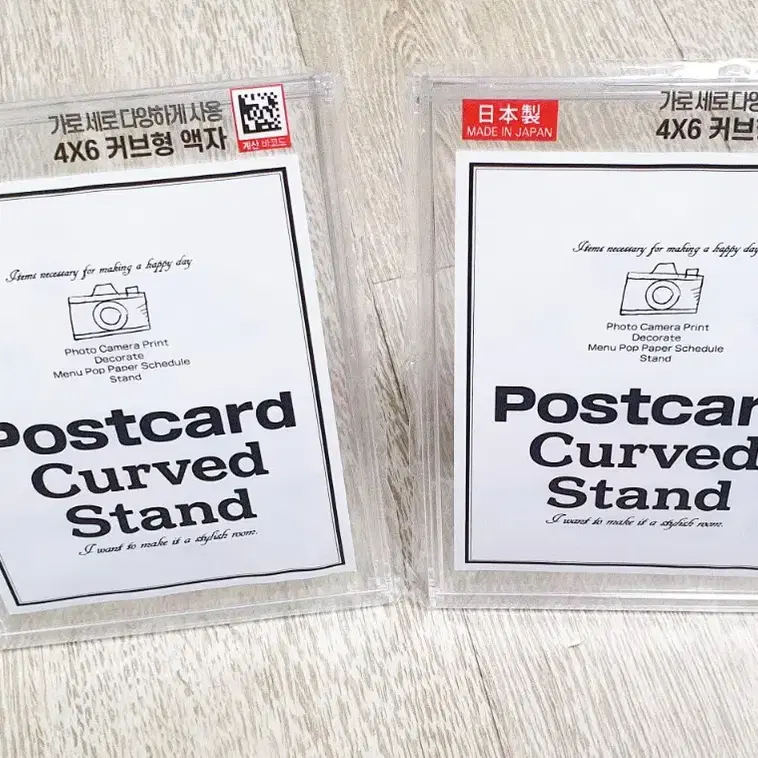 가로 세로 다양하게 사용
4X6 커브형 액자
계산 바코드
Items necessary for making a happy day
Photo Camera Print
Decorate
Menu Pop Paper Schedule
Stand
Postcard
Curved
Stand
I want to make it a stylish room.
日本製
MADE IN JAPAN
가로 세로 다양
4X6 커브형
Items necessary for making a happy day
Photo Camera Print
Decorate
Menu Pop Paper Schedule
Stand
Postcar
Curved
Stand
I want to make it a stylish room.